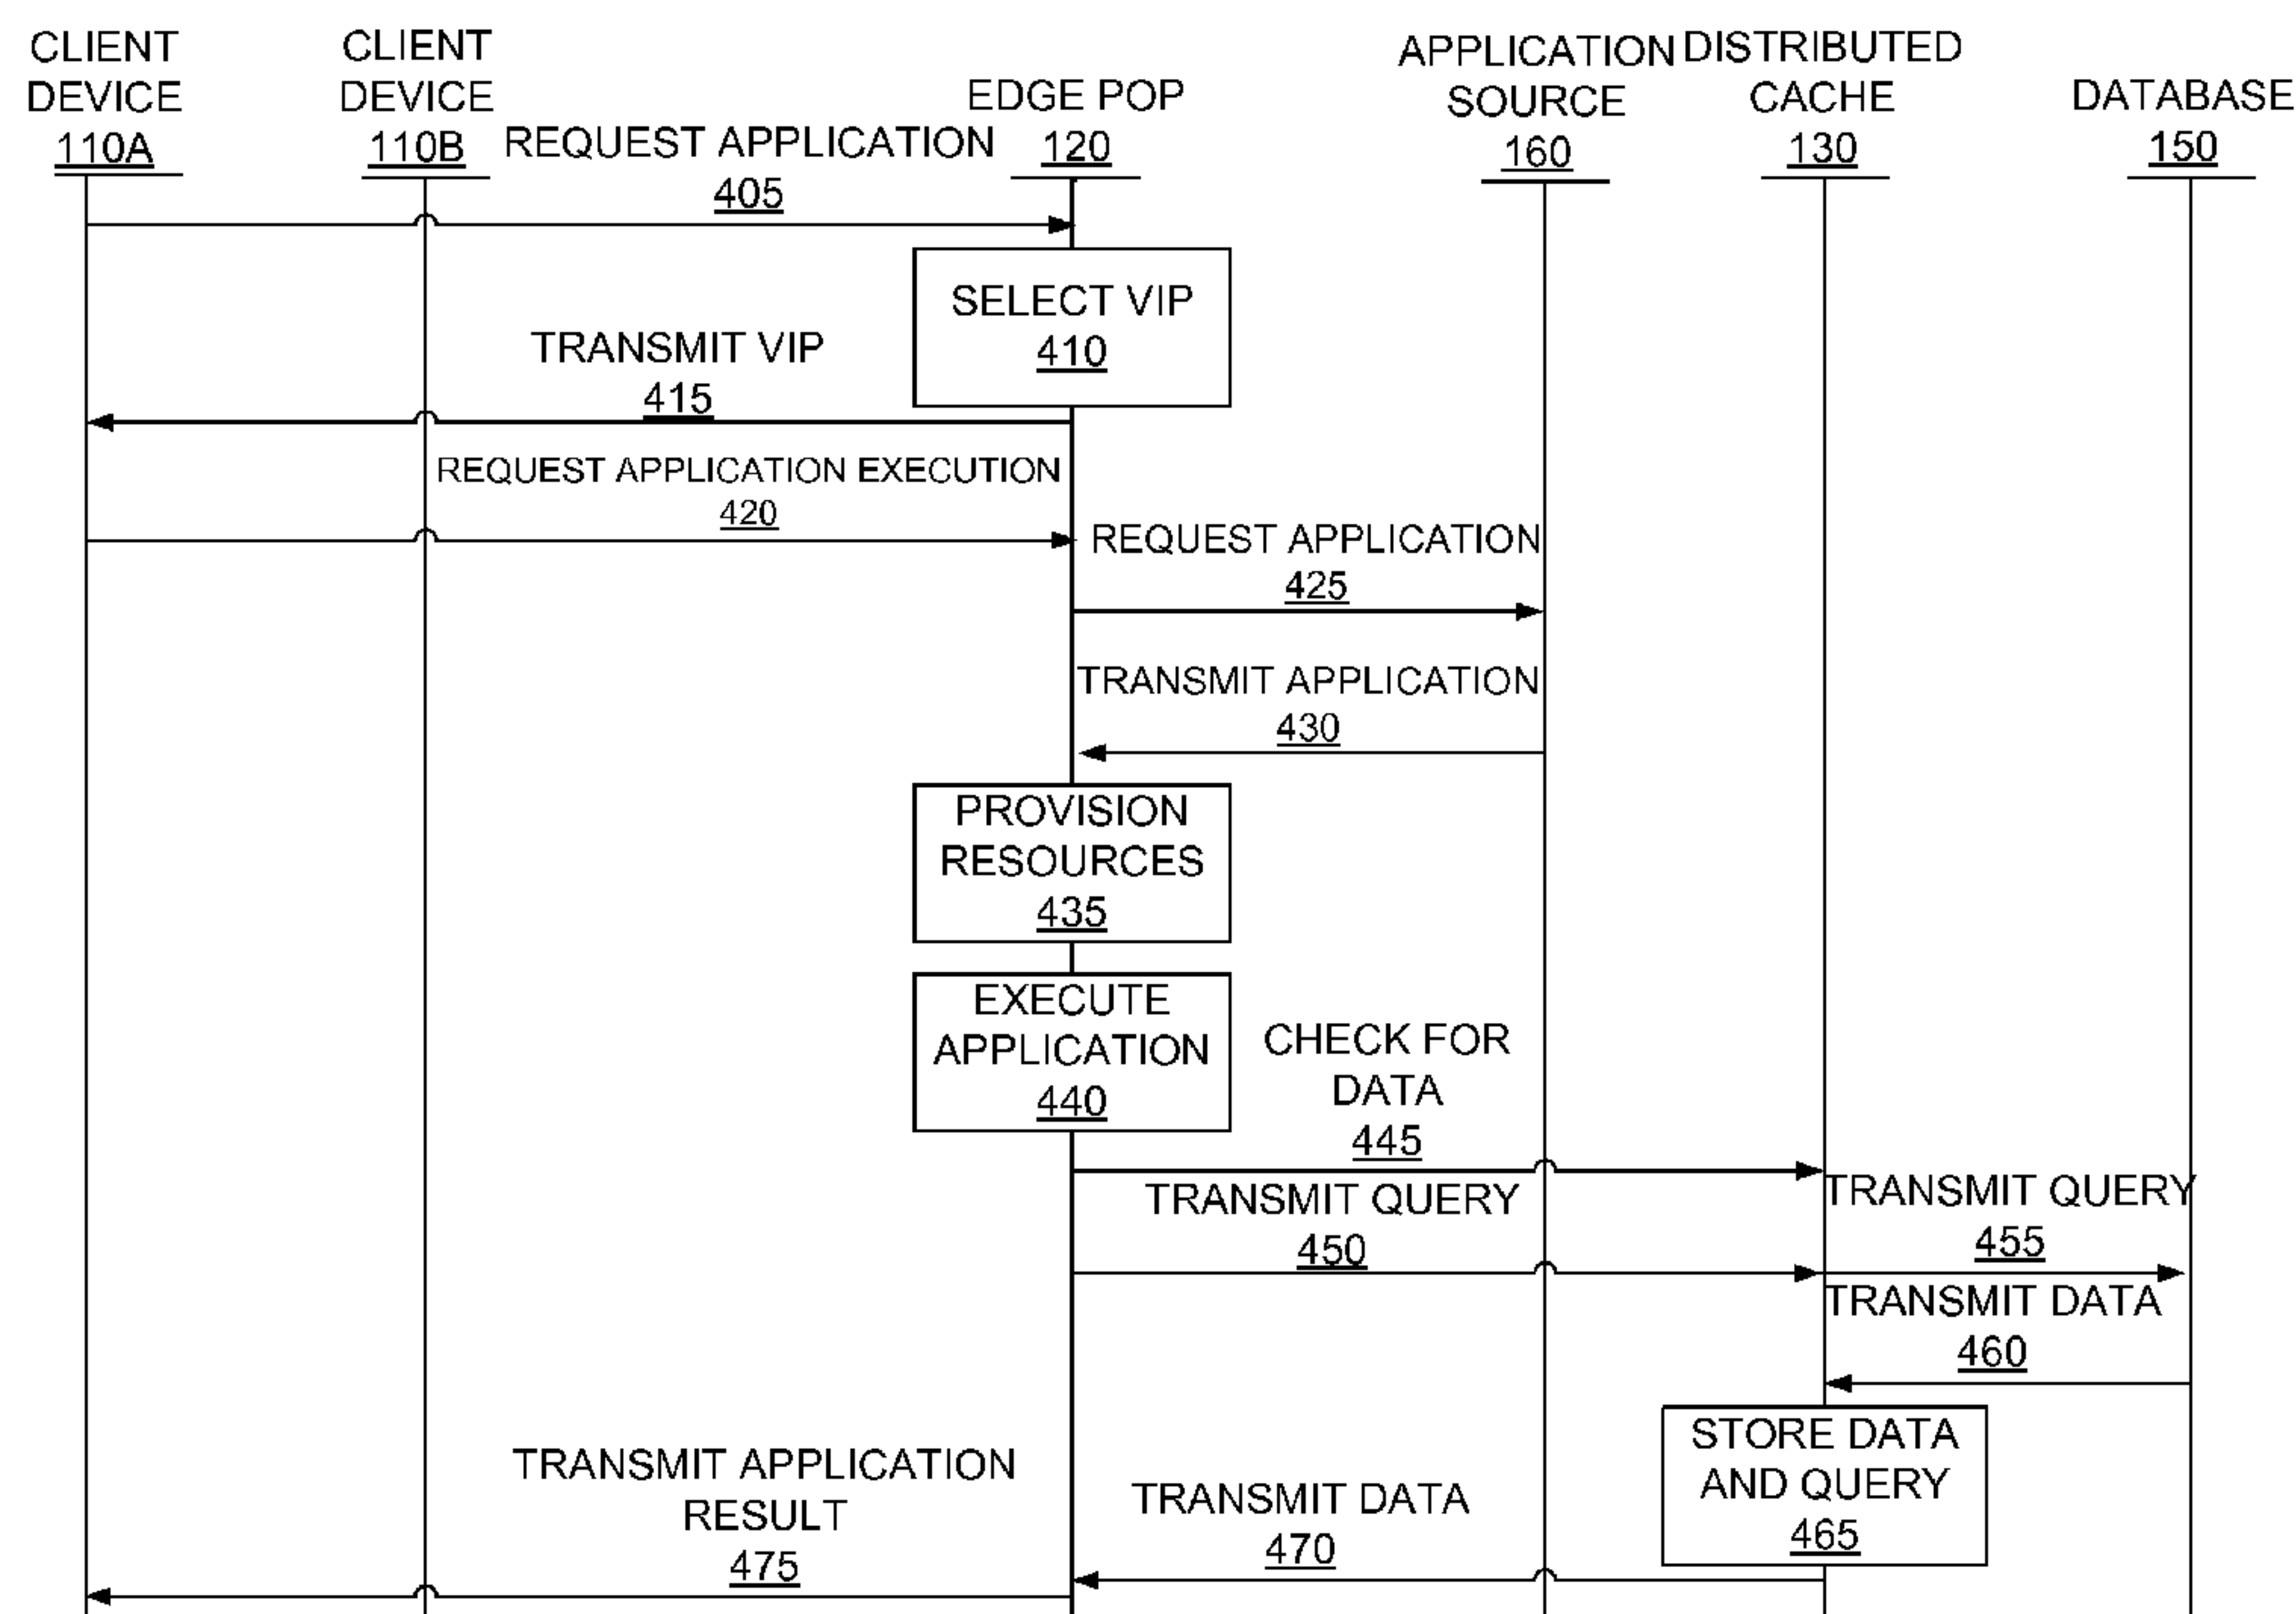 CLIENT
DEVICE
110A
CLIENT
DEVICE
110B
EDGE POP
120
APPLICATION
SOURCE
160
DISTRIBUTED
CACHE
130
DATABASE
150
REQUEST APPLICATION
405
SELECT VIP
410
TRANSMIT VIP
415
REQUEST APPLICATION EXECUTION
420
REQUEST APPLICATION
425
TRANSMIT APPLICATION
430
PROVISION
RESOURCES
435
EXECUTE
APPLICATION
440
CHECK FOR
DATA
445
TRANSMIT QUERY
450
TRANSMIT QUERY
455
TRANSMIT DATA
460
STORE DATA
AND QUERY
465
TRANSMIT DATA
470
TRANSMIT APPLICATION
RESULT
475